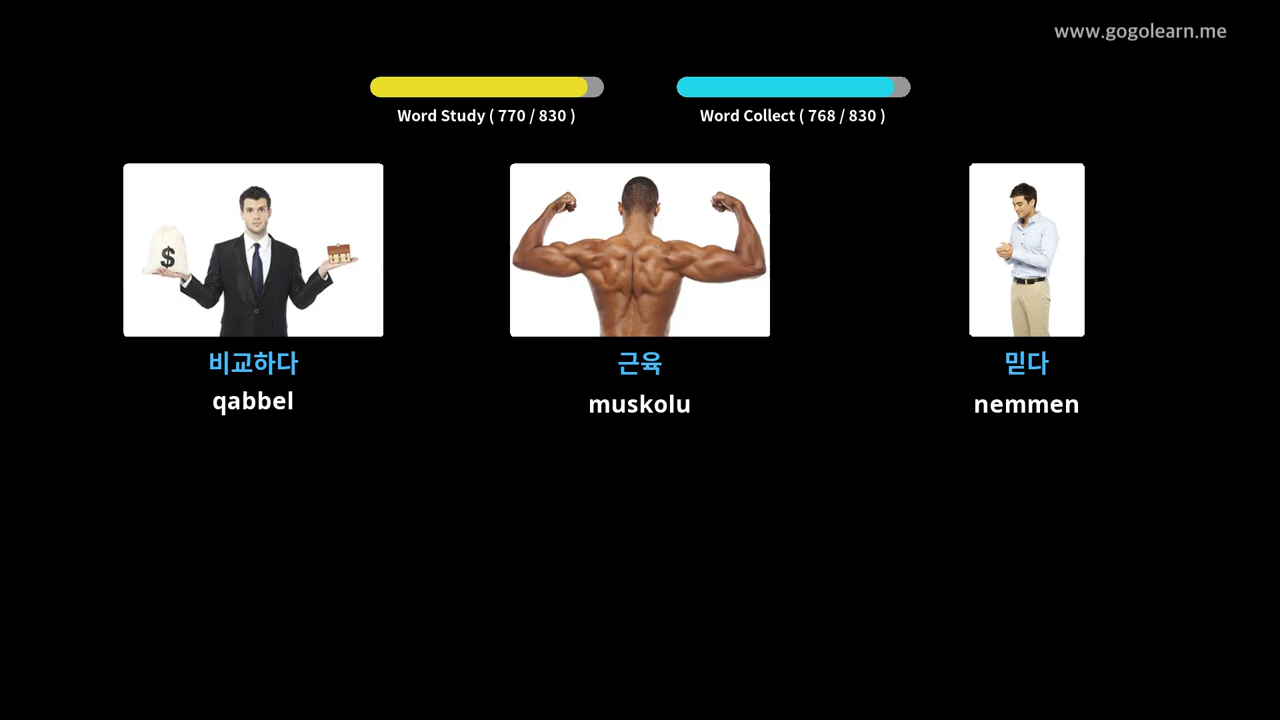 www.gogolearn.me
Word Study ( 770 / 830 )
Word Collect ( 768 / 830 )
$
비교하다
근육
믿다
qabbel
muskolu
nemmen